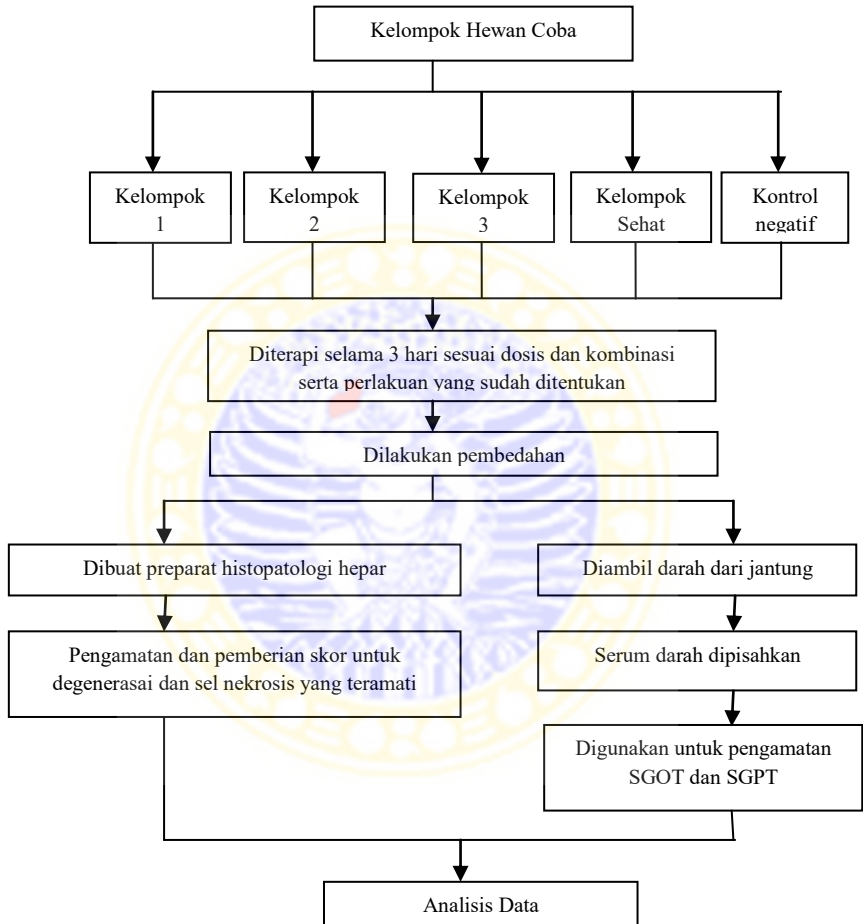 Kelompok Hewan Coba
Kelompok
1
Kelompok
2
Kelompok
3
Kelompok
Sehat
Kontrol
negatif
Diterapi selama 3 hari sesuai dosis dan kombinasi
serta perlakuan yang sudah ditentukan
Dilakukan pembedahan
Dibuat preparat histopatologi hepar
Diambil darah dari jantung
Pengamatan dan pemberian skor untuk
degenerasai dan sel nekrosis yang teramati
Serum darah dipisahkan
Digunakan untuk pengamatan
SGOT dan SGPT
Analisis Data